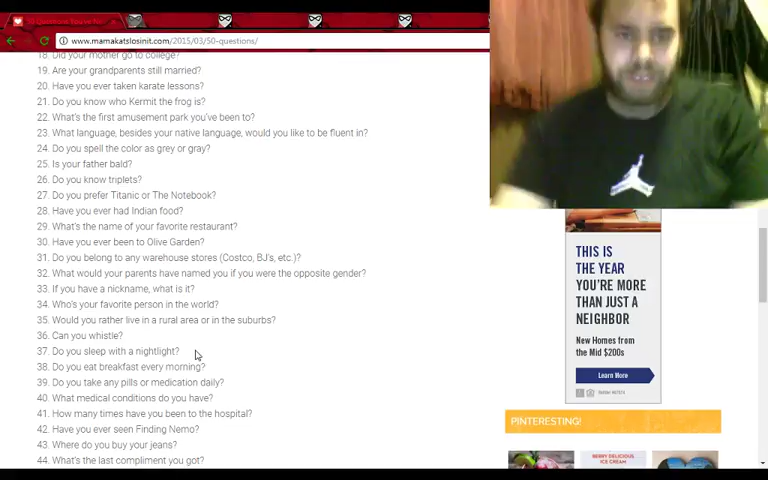 www.mamakatslosinit.com/2015/03/50-questions/
18. Did your mother go to college?
19. Are your grandparents still married?
20. Have you ever taken karate lessons?
21. Do you know who Kermit the frog is?
22. What's the first amusement park you've been to?
23. What language, besides your native language, would you like to be fluent in?
24. Do you spell the color as grey or gray?
25. Is your father bald?
26. Do you know triplets?
27. Do you prefer Titanic or The Notebook?
28. Have you ever had Indian food?
29. What's the name of your favorite restaurant?
30. Have you ever been to Olive Garden?
31. Do you belong to any warehouse stores (Costco, BJ's, etc.)?
32. What would your parents have named you if you were the opposite gender?
33. If you have a nickname, what is it?
34. Who's your favorite person in the world?
35. Would you rather live in a rural area or in the suburbs?
36. Can you whistle?
37. Do you sleep with a nightlight?
38. Do you eat breakfast every morning?
39. Do you take any pills or medication daily?
40. What medical conditions do you have?
41. How many times have you been to the hospital?
42. Have you ever seen Finding Nemo?
43. Where do you buy your jeans?
44. What's the last compliment you got?
THIS IS
THE YEAR
YOU'RE MORE
THAN JUST A
NEIGHBOR
New Homes from
the Mid $200s
Learn More
PINTERESTING!
BERRY DELICIOUS
ICE CREAM